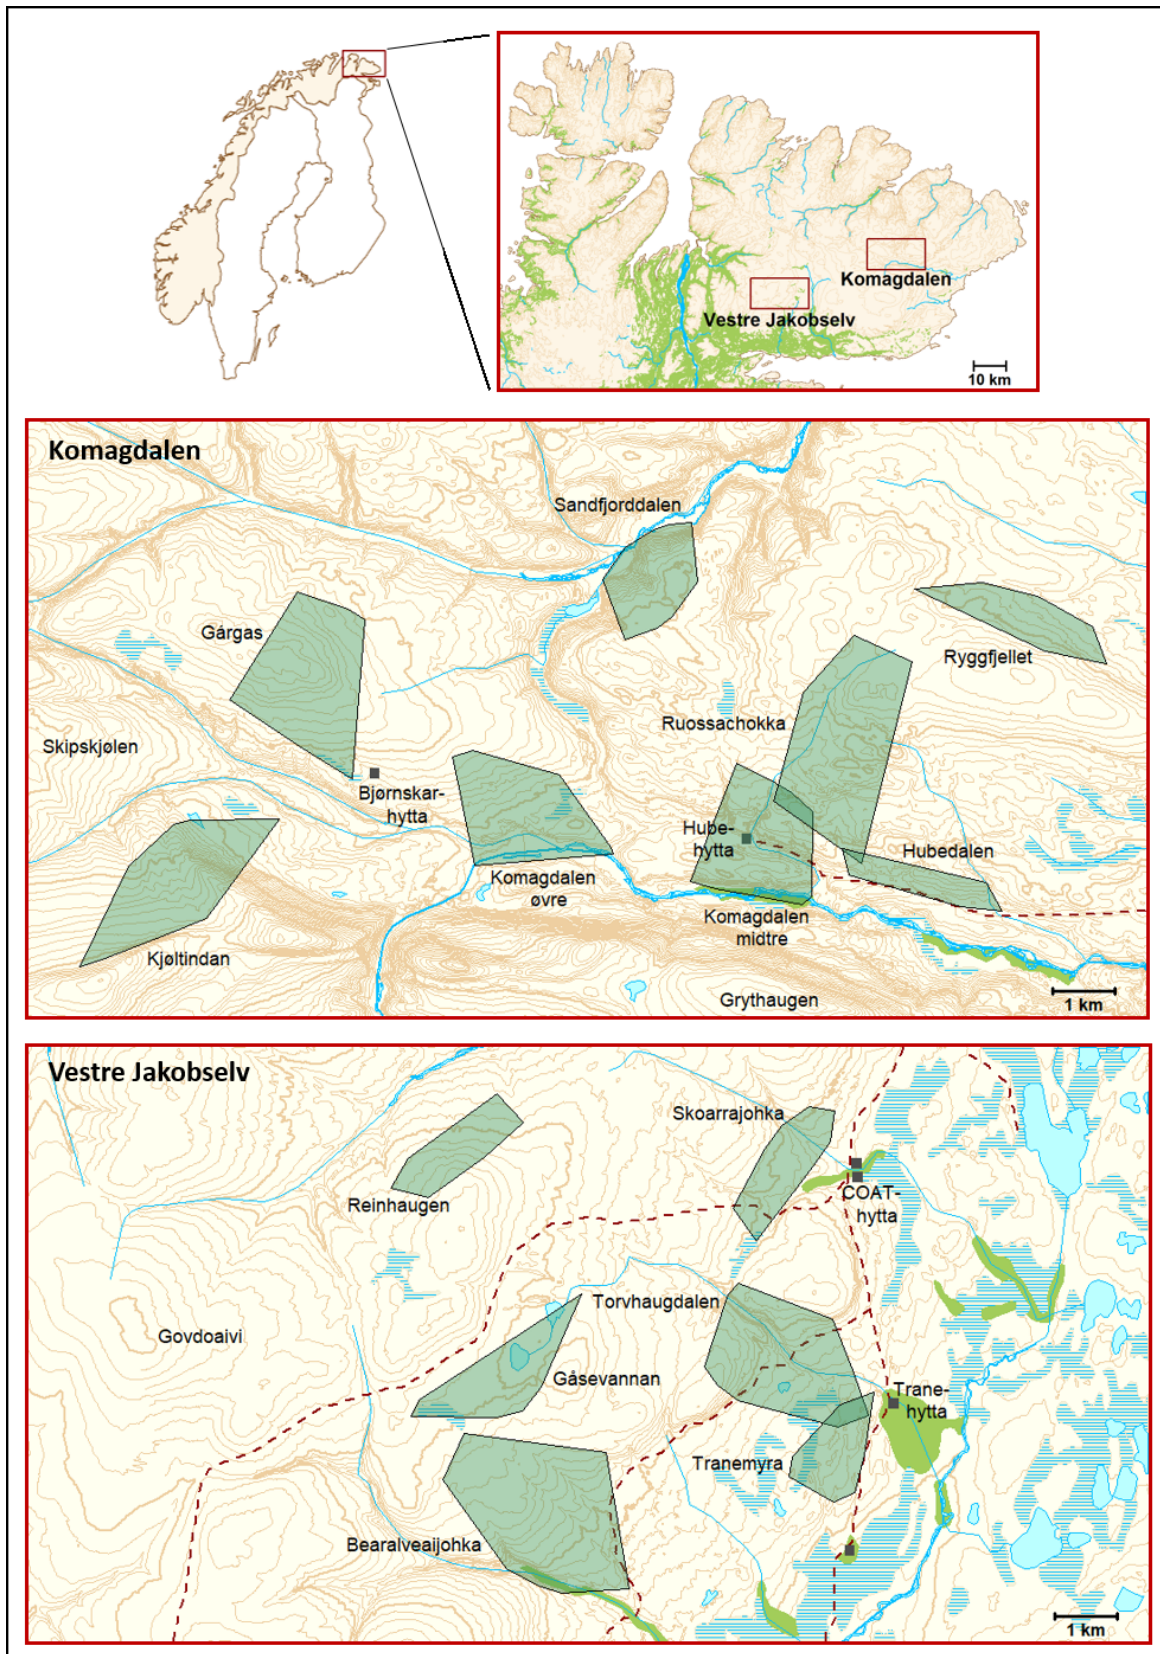 Komagdalen
Vestre Jakobselv
10 km
Komagdalen
Sandfjorddalen
Gárgas
Ryggfjellet
Ruossachokka
Skipskjølen
Bjørnskar-
hytta
Hube-
hytta
Hubedalen
Komagdalen
øvre
Komagdalen
midtre
Kjøltindan
Grythaugen
1 km
Vestre Jakobselv
Skoarrajohka
Reinhaugen
COAT-
hytta
Torvhaugdalen
Govdoaivi
Gåsevannan
Trane-
hytta
Tranemyra
Bearalveaijohka
1 km